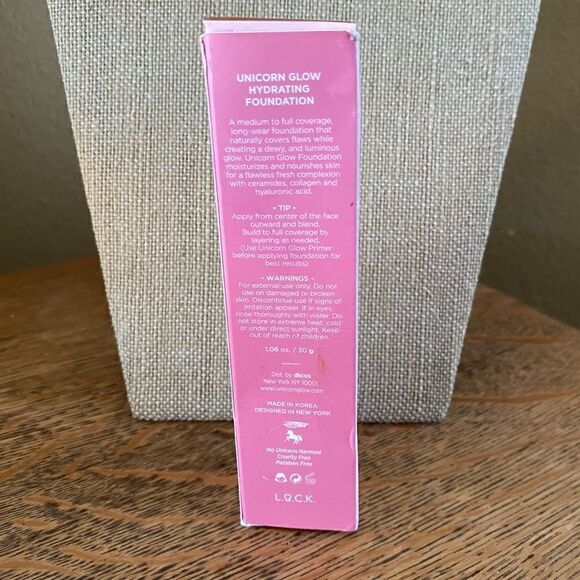 UNICORN GLOW
HYDRATING
FOUNDATION
A medium to full coverage,
long-wear foundation that
naturally covers flaws while
creating a dewy, and luminous
glow. Unicorn Glow Foundation
moisturizes and nourishes skin
for a flawless fresh complexion
with ceramides, collagen and
hyaluronic acid.
- TIP -
Apply from center of the face
outward and blend.
Build to full coverage by
layering as needed.
(Use Unicorn Glow Primer
before applying foundation for
best results)
- WARNINGS -
For external use only. Do not
use on damaged or broken
skin. Discontinue use if signs of
irritation appear. If in eyes,
rinse thoroughly with water. Do
not store in extreme heat, cold
or under direct sunlight. Keep
out of reach of children.
1.06 oz. / 30 g
Dist. by dkcos
New York NY 10001
www.unicornglow.com
MADE IN KOREA
DESIGNED IN NEW YORK
No Unicorn Harmed
Cruelty Free
Paraben Free
L.Ω.C.K.